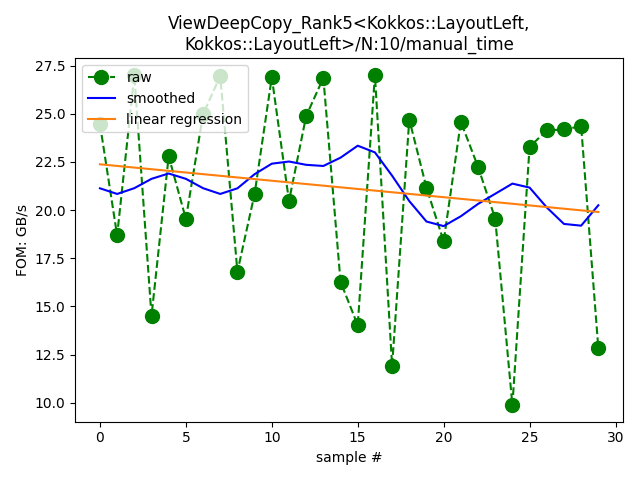 ViewDeepCopy_Rank5<Kokkos::LayoutLeft,
Kokkos::LayoutLeft>/N:10/manual_time
raw
smoothed
linear regression
27.5
25.0
22.5
20.0
17.5
15.0
12.5
10.0
FOM: GB/s
0
5
10
15
20
25
30
sample #